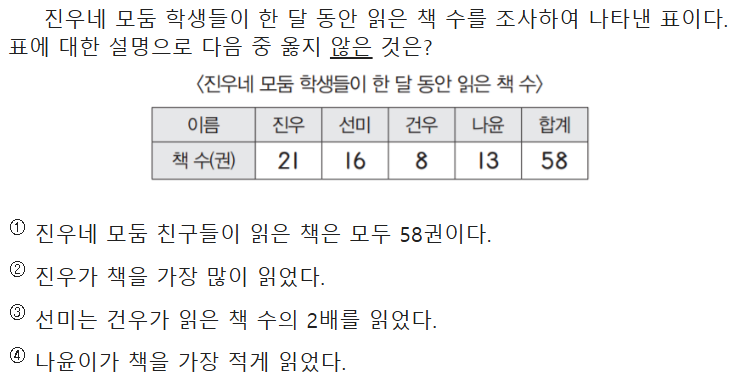 진우네 모둠 학생들이 한 달 동안 읽은 책 수를 조사하여 나타낸 표이다.
표에 대한 설명으로 다음 중 옳지 않은 것은?
<진우네 모둠 학생들이 한 달 동안 읽은 책 수>
이름 진우 선미 건우 나윤 합계
책 수(권) 21 16 8 13 58
① 진우네 모둠 친구들이 읽은 책은 모두 58권이다.
② 진우가 책을 가장 많이 읽었다.
③ 선미는 건우가 읽은 책 수의 2배를 읽었다.
④ 나윤이가 책을 가장 적게 읽었다.